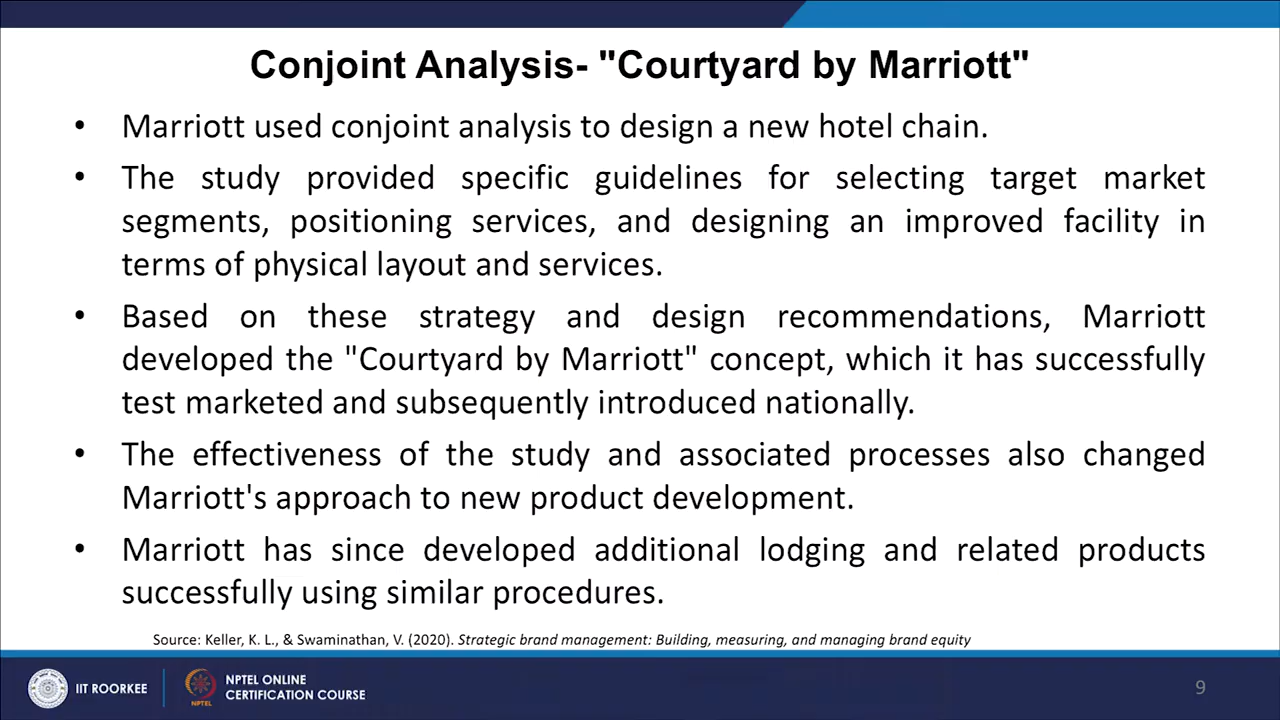 Conjoint Analysis- "Courtyard by Marriott"
• Marriott used conjoint analysis to design a new hotel chain.
• The study provided specific guidelines for selecting target market
segments, positioning services, and designing an improved facility in
terms of physical layout and services.
• Based on these strategy and design recommendations, Marriott
developed the "Courtyard by Marriott" concept, which it has successfully
test marketed and subsequently introduced nationally.
• The effectiveness of the study and associated processes also changed
Marriott's approach to new product development.
• Marriott has since developed additional lodging and related products
successfully using similar procedures.
Source: Keller, K. L., & Swaminathan, V. (2020). Strategic brand management: Building, measuring, and managing brand equity
IIT ROORKEE
NPTEL
NPTEL ONLINE
CERTIFICATION COURSE
9